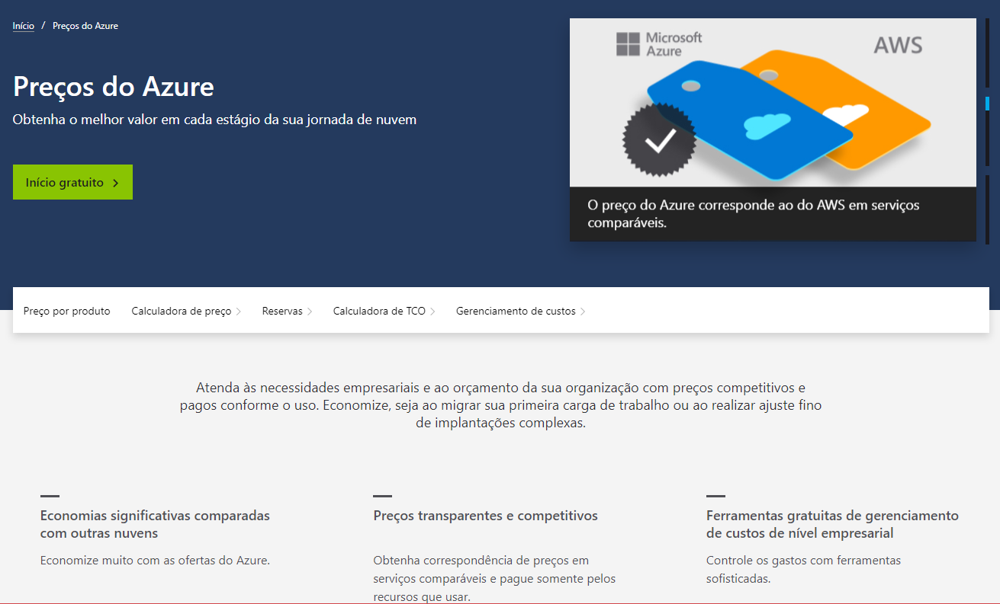 Início / Preços do Azure
Preços do Azure
Obtenha o melhor valor em cada estágio da sua jornada de nuvem
Início gratuito
Microsoft
Azure
AWS
O preço do Azure corresponde ao do AWS em serviços
comparáveis.
Preço por produto Calculadora de preço Reservas Calculadora de TCO Gerenciamento de custos
Atenda às necessidades empresariais e ao orçamento da sua organização com preços competitivos e
pagos conforme o uso. Economize, seja ao migrar sua primeira carga de trabalho ou ao realizar ajuste fino
de implantações complexas.
Economias significativas comparadas
com outras nuvens
Economize muito com as ofertas do Azure.
Preços transparentes e competitivos
Obtenha correspondência de preços em
serviços comparáveis e pague somente pelos
recursos que usar.
Ferramentas gratuitas de gerenciamento
de custos de nível empresarial
Controle os gastos com ferramentas
sofisticadas.